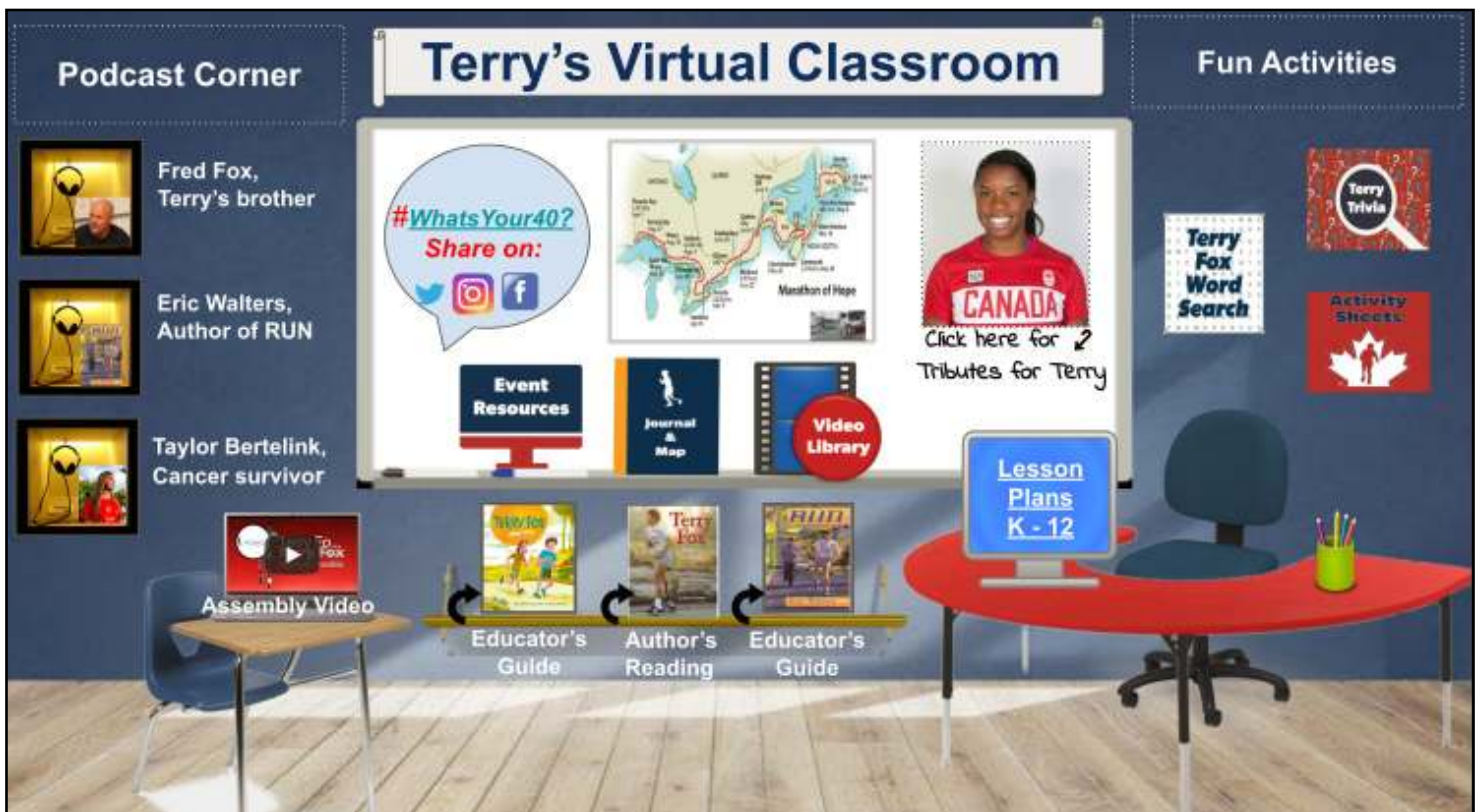 Terry's Virtual Classroom
Podcast Corner
Fred Fox,
Terry's brother
Eric Walters,
Author of RUN
Taylor Bertelink,
Cancer survivor
#WhatsYour40?
Share on:
Marathon of Hope
CANADA
Click here for
Tributes for Terry
Event
Resources
Journal
&
Map
Video
Library
Fun Activities
Terry
Trivia
Terry
Fox
Word
Search
Activity
Sheets
Lesson
Plans
K - 12
Fox
Assembly Video
Terry Fox
Educator's
Guide
Terry
Fox
Author's
Reading
RUN
Educator's
Guide